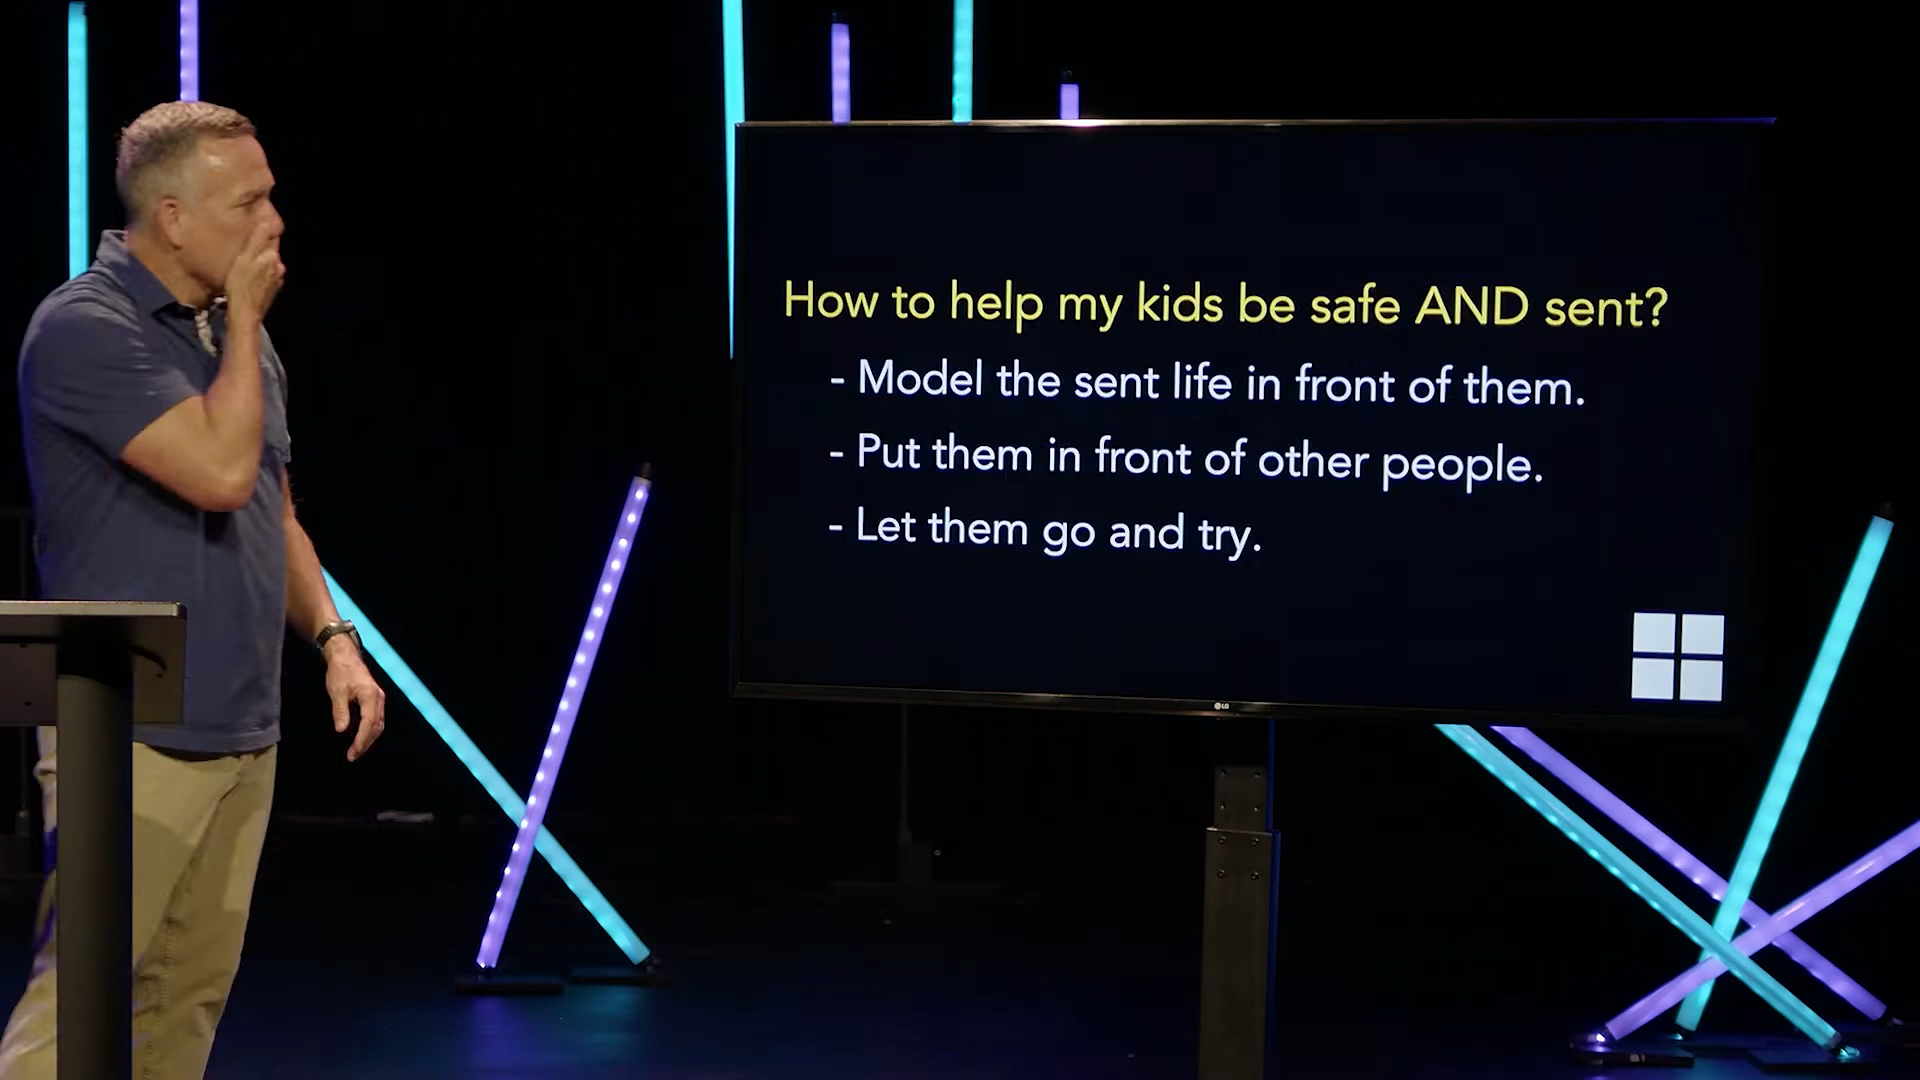 How to help my kids be safe AND sent?
- Model the sent life in front of them.
- Put them in front of other people.
- Let them go and try.
LG